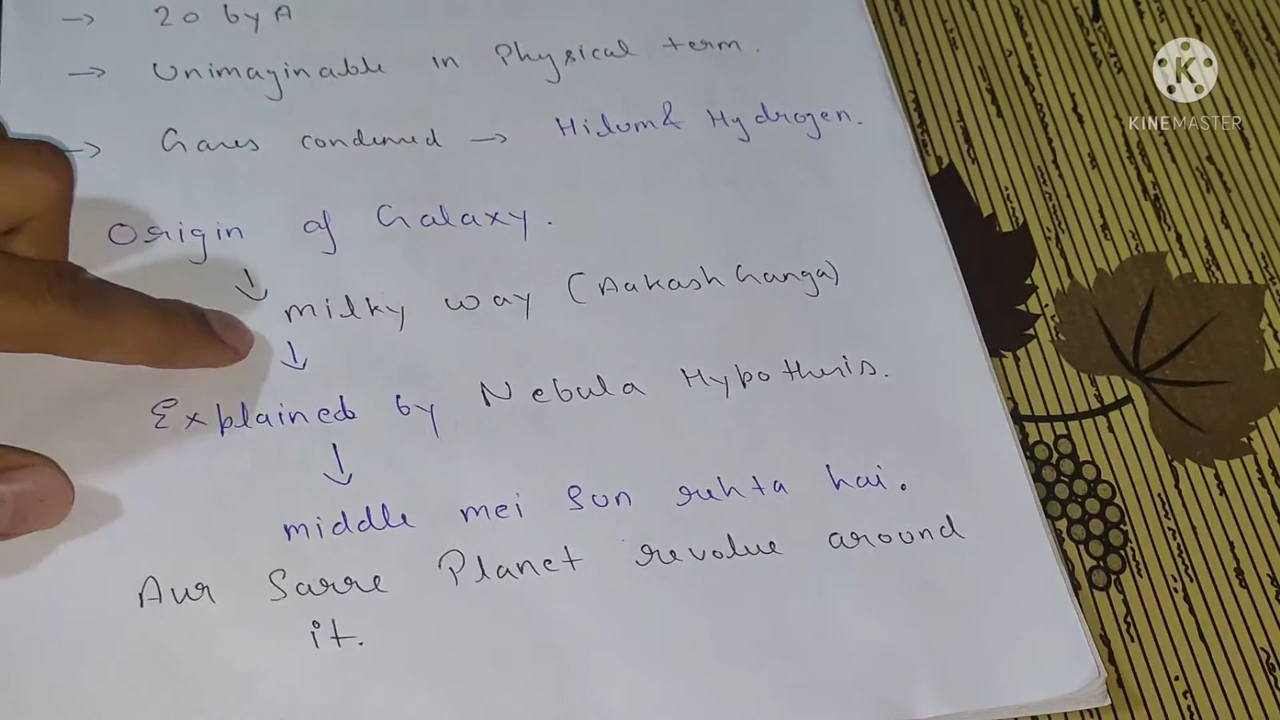 → 20 byA
→ Unimaginable in Physical term.
→ Gases condensed → Hilum & Hydrogen.
Origin of Galaxy.
↓ milky way (Aakash Ganga)
↓
Explained by Nebula Hypothesis.
↓
middle mei Sun rehta hai.
Aur Sarre Planet revolve around
it.
K
KINEMASTER